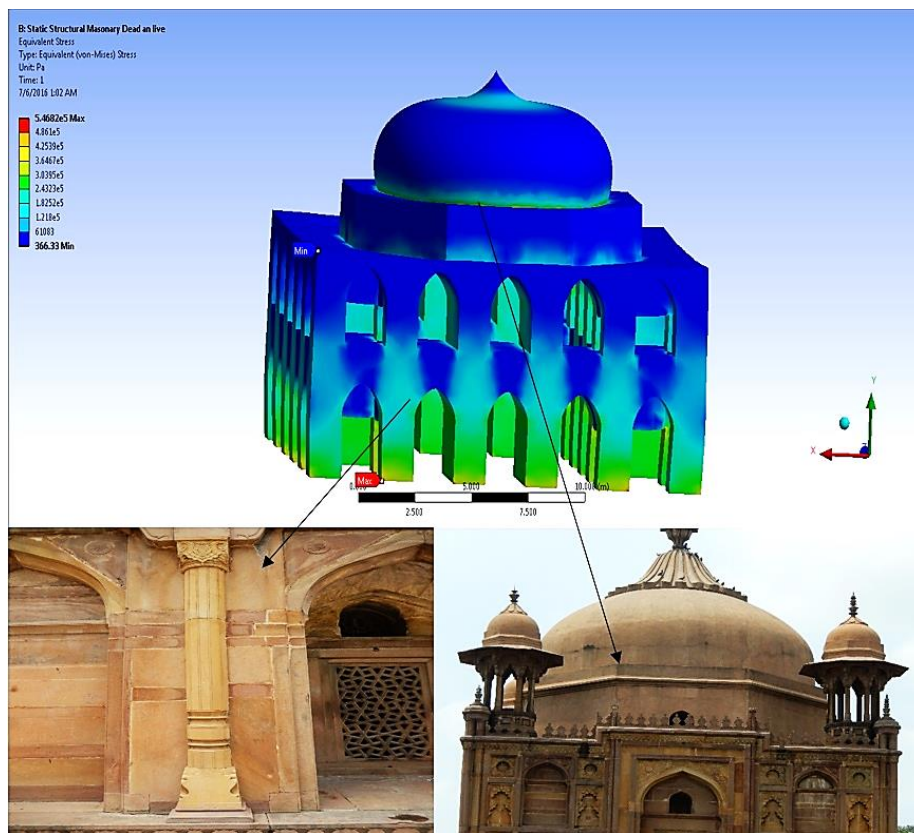 B: Static Structural Masonary Dead an live
Equivalent Stress
Type: Equivalent (von-Mises) Stress
Unit: Pa
Time: 1
7/6/2016 1:02 AM
5.4682e5 Max
4.861e5
4.2539e5
3.6467e5
3.0395e5
2.4323e5
1.8252e5
1.218e5
61083
366.33 Min
Min
Y
X
Max
5.000
2.500
7.500